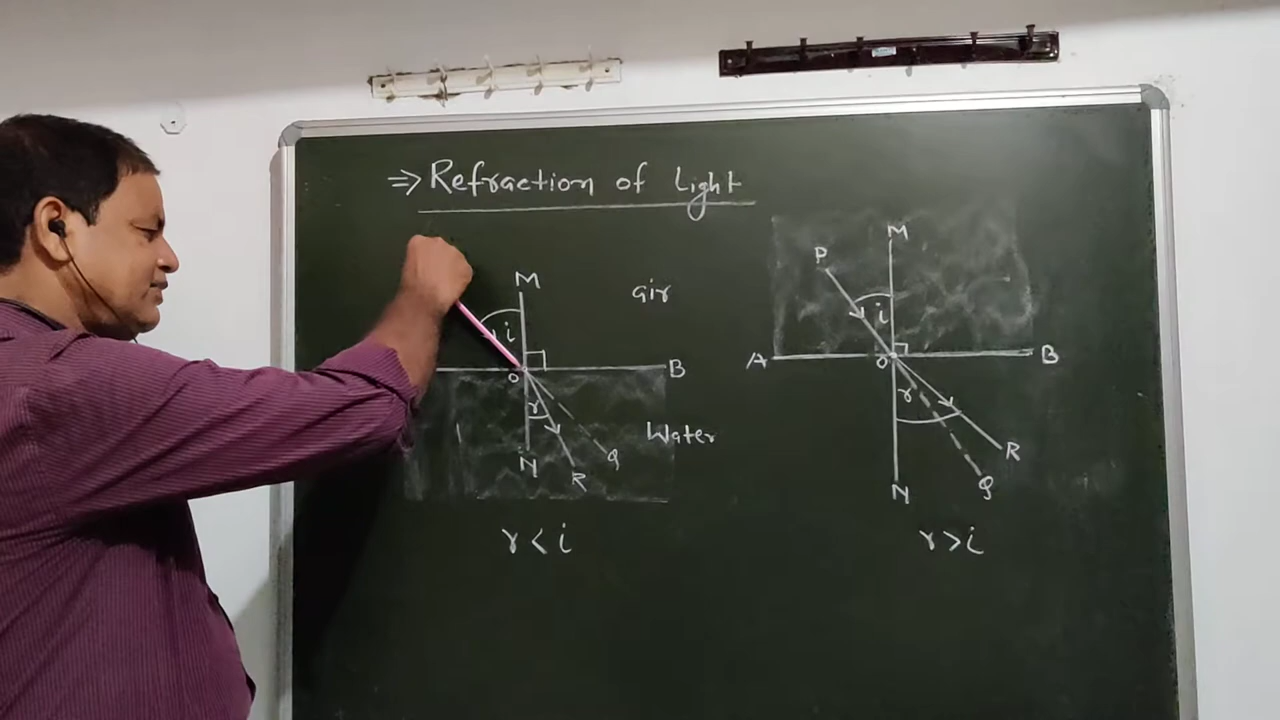 ⇒ Refraction of Light
M
air
i
O
B
r
Water
N
R
Q
r < i
M
P
i
A
O
B
r
R
N
Q
r > i